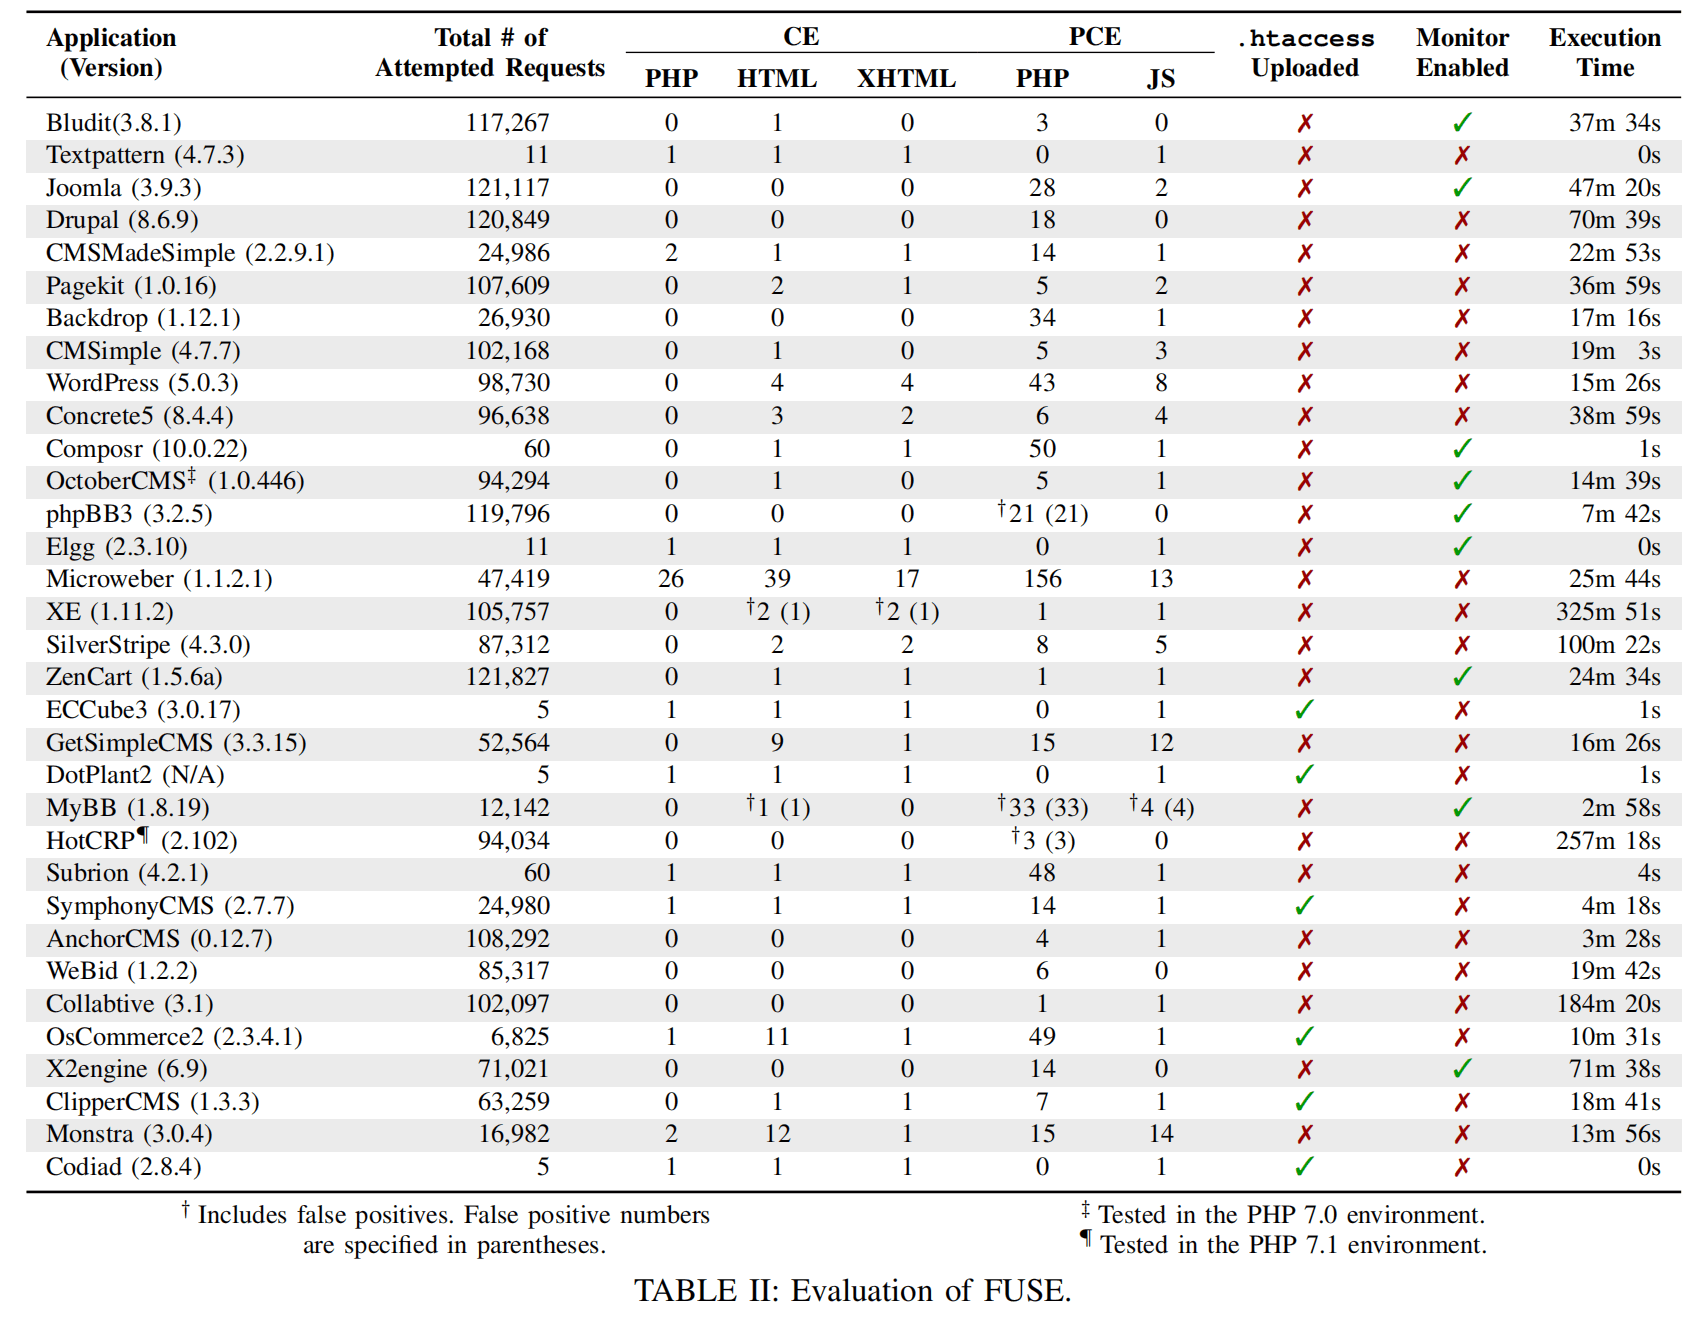 Application (Version) Total # of Attempted Requests CE PCE .htaccess Uploaded Monitor Enabled Execution Time
PHP HTML XHTML PHP JS
Bludit(3.8.1) 117,267 0 1 0 3 0 ✗ ✓ 37m 34s
Textpattern (4.7.3) 11 1 1 1 0 1 ✗ ✗ 0s
Joomla (3.9.3) 121,117 0 0 0 28 2 ✗ ✓ 47m 20s
Drupal (8.6.9) 120,849 0 0 0 18 0 ✗ ✗ 70m 39s
CMSMadeSimple (2.2.9.1) 24,986 2 1 1 14 1 ✗ ✗ 22m 53s
Pagekit (1.0.16) 107,609 0 2 1 5 2 ✗ ✗ 36m 59s
Backdrop (1.12.1) 26,930 0 0 0 34 1 ✗ ✗ 17m 16s
CMSimple (4.7.7) 102,168 0 1 0 5 3 ✗ ✗ 19m 3s
WordPress (5.0.3) 98,730 0 4 4 43 8 ✗ ✗ 15m 26s
Concrete5 (8.4.4) 96,638 0 3 2 6 4 ✗ ✗ 38m 59s
Composr (10.0.22) 60 0 1 1 50 1 ✗ ✓ 1s
OctoberCMS‡ (1.0.446) 94,294 0 1 0 5 1 ✗ ✓ 14m 39s
phpBB3 (3.2.5) 119,796 0 0 0 †21 (21) 0 ✗ ✓ 7m 42s
Elgg (2.3.10) 11 1 1 1 0 1 ✗ ✓ 0s
Microweber (1.1.2.1) 47,419 26 39 17 156 13 ✗ ✗ 25m 44s
XE (1.11.2) 105,757 0 †2 (1) †2 (1) 1 1 ✗ ✗ 325m 51s
SilverStripe (4.3.0) 87,312 0 2 2 8 5 ✗ ✗ 100m 22s
ZenCart (1.5.6a) 121,827 0 1 1 1 1 ✗ ✓ 24m 34s
ECCube3 (3.0.17) 5 1 1 1 0 1 ✓ ✗ 1s
GetSimpleCMS (3.3.15) 52,564 0 9 1 15 12 ✗ ✗ 16m 26s
DotPlant2 (N/A) 5 1 1 1 0 1 ✓ ✗ 1s
MyBB (1.8.19) 12,142 0 †1 (1) 0 †33 (33) †4 (4) ✗ ✓ 2m 58s
HotCRP¶ (2.102) 94,034 0 0 0 †3 (3) 0 ✗ ✗ 257m 18s
Subrion (4.2.1) 60 1 1 1 48 1 ✗ ✗ 4s
SymphonyCMS (2.7.7) 24,980 1 1 1 14 1 ✓ ✗ 4m 18s
AnchorCMS (0.12.7) 108,292 0 0 0 4 1 ✗ ✗ 3m 28s
WeBid (1.2.2) 85,317 0 0 0 6 0 ✗ ✗ 19m 42s
Collabtive (3.1) 102,097 0 0 0 1 1 ✗ ✗ 184m 20s
OsCommerce2 (2.3.4.1) 6,825 1 11 1 49 1 ✓ ✗ 10m 31s
X2engine (6.9) 71,021 0 0 0 14 0 ✗ ✓ 71m 38s
ClipperCMS (1.3.3) 63,259 0 1 1 7 1 ✓ ✗ 18m 41s
Monstra (3.0.4) 16,982 2 12 1 15 14 ✗ ✗ 13m 56s
Codiad (2.8.4) 5 1 1 1 0 1 ✓ ✗ 0s
† Includes false positives. False positive numbers
are specified in parentheses.
‡ Tested in the PHP 7.0 environment.
¶ Tested in the PHP 7.1 environment.
TABLE II: Evaluation of FUSE.